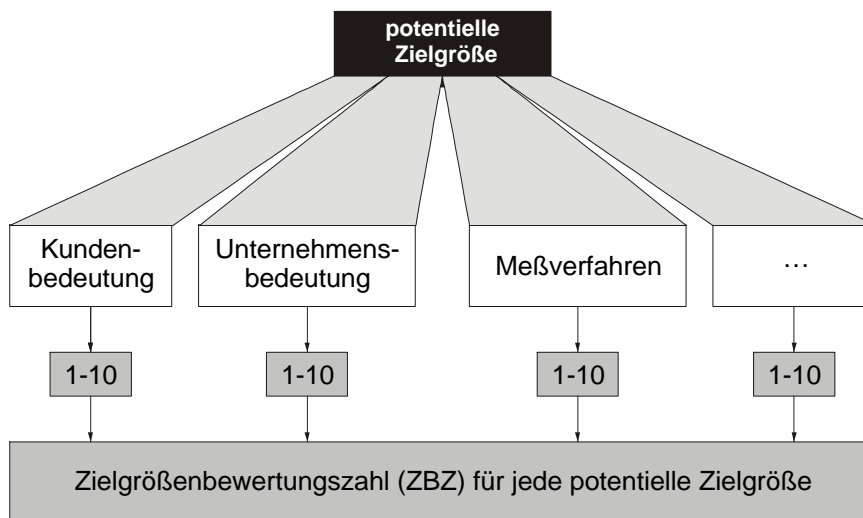 potentielle
Zielgröße
Kunden-
bedeutung
Unternehmens-
bedeutung
Meßverfahren
...
1-10
1-10
1-10
1-10
Zielgrößenbewertungszahl (ZBZ) für jede potentielle Zielgröße